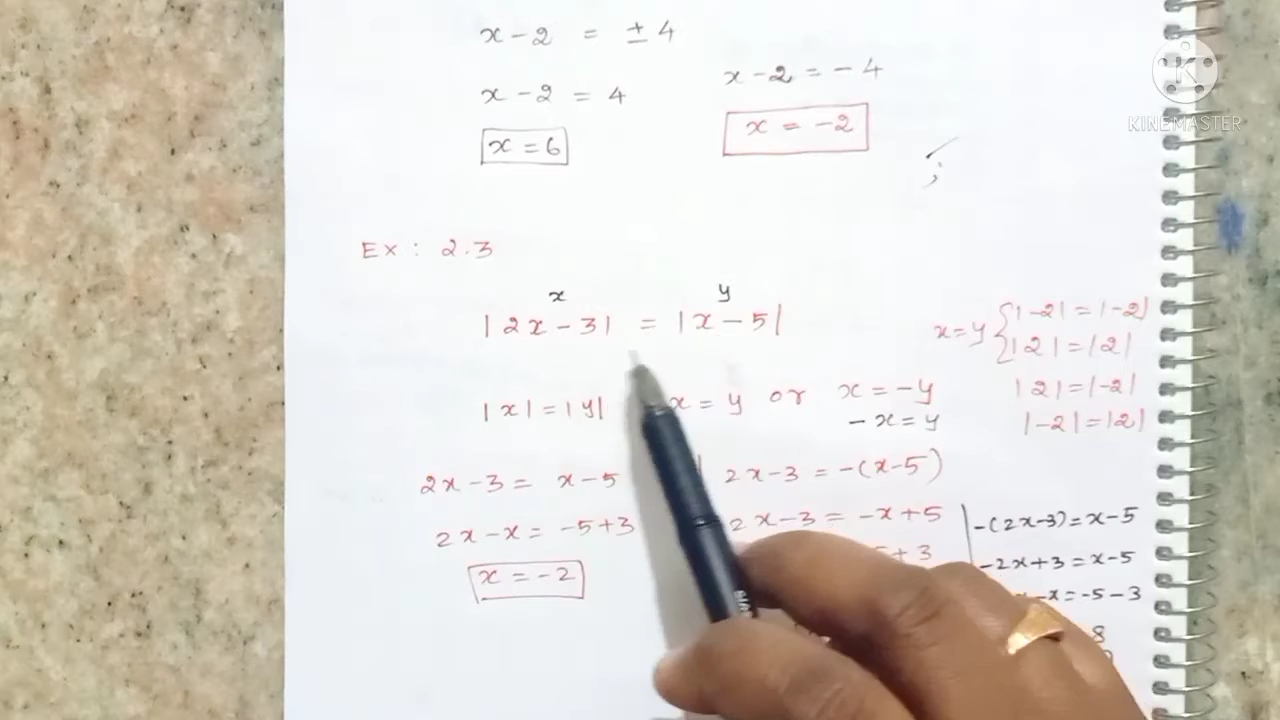 x-2 = ±4
x-2 = 4
x-2 = -4
x = 6
x = -2
Ex : 2.3
x y
|2x-3| = |x-5|
|x| = |y| x = y or x = -y
-x = y
x=y { |-2| = |-2|
|2| = |2|
|2| = |-2|
|-2| = |2|
2x-3 = x-5
2x-x = -5+3
x = -2
2x-3 = -(x-5)
2x-3 = -x+5
+3
-(2x-3) = x-5
-2x+3 = x-5
-x = -5-3
8
KINEMASTER